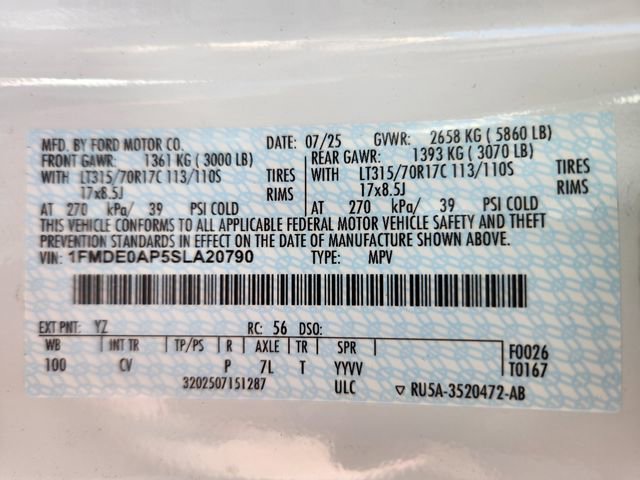 MFD. BY FORD MOTOR CO. DATE: 07/25 GVWR: 2658 KG ( 5860 LB)
FRONT GAWR: 1361 KG ( 3000 LB) REAR GAWR: 1393 KG ( 3070 LB)
WITH LT315/70R17C 113/110S TIRES WITH LT315/70R17C 113/110S TIRES
17x8.5J RIMS 17x8.5J RIMS
AT 270 kPa/ 39 PSI COLD AT 270 kPa/ 39 PSI COLD
THIS VEHICLE CONFORMS TO ALL APPLICABLE FEDERAL MOTOR VEHICLE SAFETY AND THEFT
PREVENTION STANDARDS IN EFFECT ON THE DATE OF MANUFACTURE SHOWN ABOVE.
VIN: 1FMDE0AP5SLA20790 TYPE: MPV
EXT PNT: YZ RC: 56 DSO:
WB INT TR TP/PS R AXLE TR SPR F0026
100 CV P 7L T YYVV T0167
3202507151287 ULC ▽ RU5A-3520472-AB